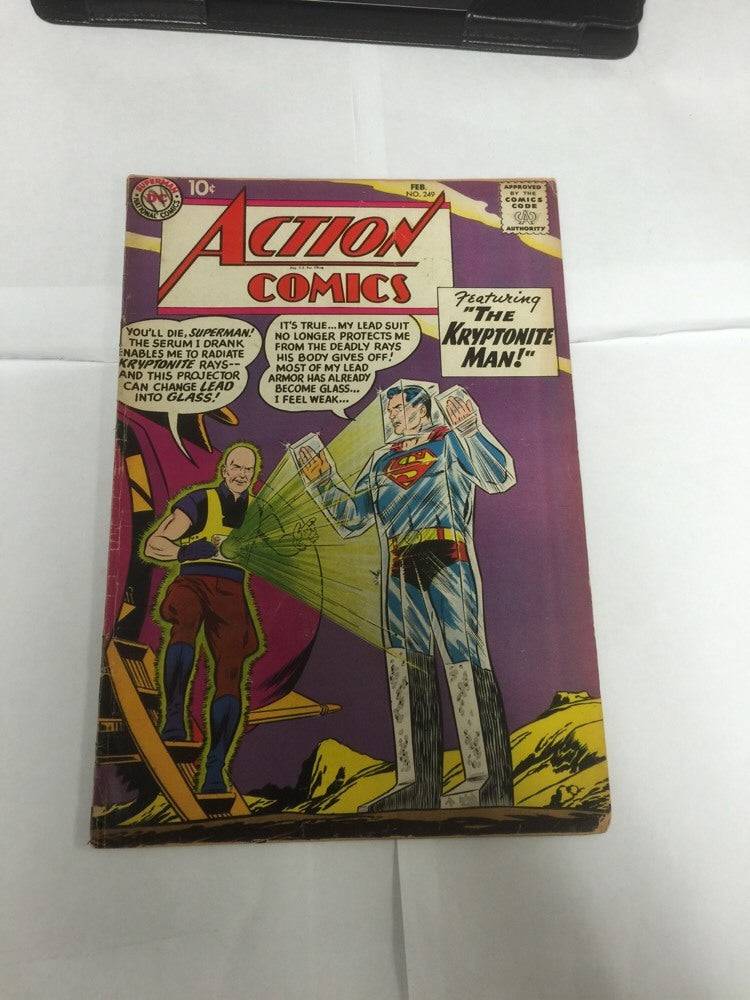 SUPERMAN
DC
NATIONAL COMICS
10¢
FEB.
NO. 249
APPROVED
BY THE
COMICS
CODE
AUTHORITY
ACTION
COMICS
Featuring
"THE
KRYPTONITE
MAN!"
YOU'LL DIE, SUPERMAN!
THE SERUM I DRANK
ENABLES ME TO RADIATE
KRYPTONITE RAYS--
AND THIS PROJECTOR
CAN CHANGE LEAD
INTO GLASS!
IT'S TRUE... MY LEAD SUIT
NO LONGER PROTECTS ME
FROM THE DEADLY RAYS
HIS BODY GIVES OFF!
MOST OF MY LEAD
ARMOR HAS ALREADY
BECOME GLASS...
I FEEL WEAK...
S